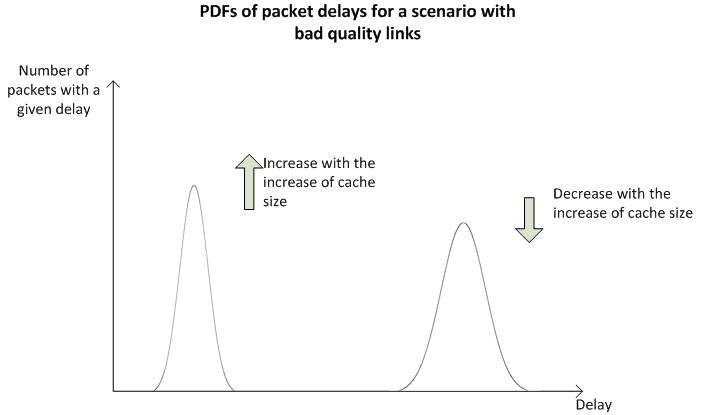 PDFs of packet delays for a scenario with
bad quality links
Number of
packets with a
given delay
Increase with the
increase of cache
size
Decrease with the
increase of cache size
Delay